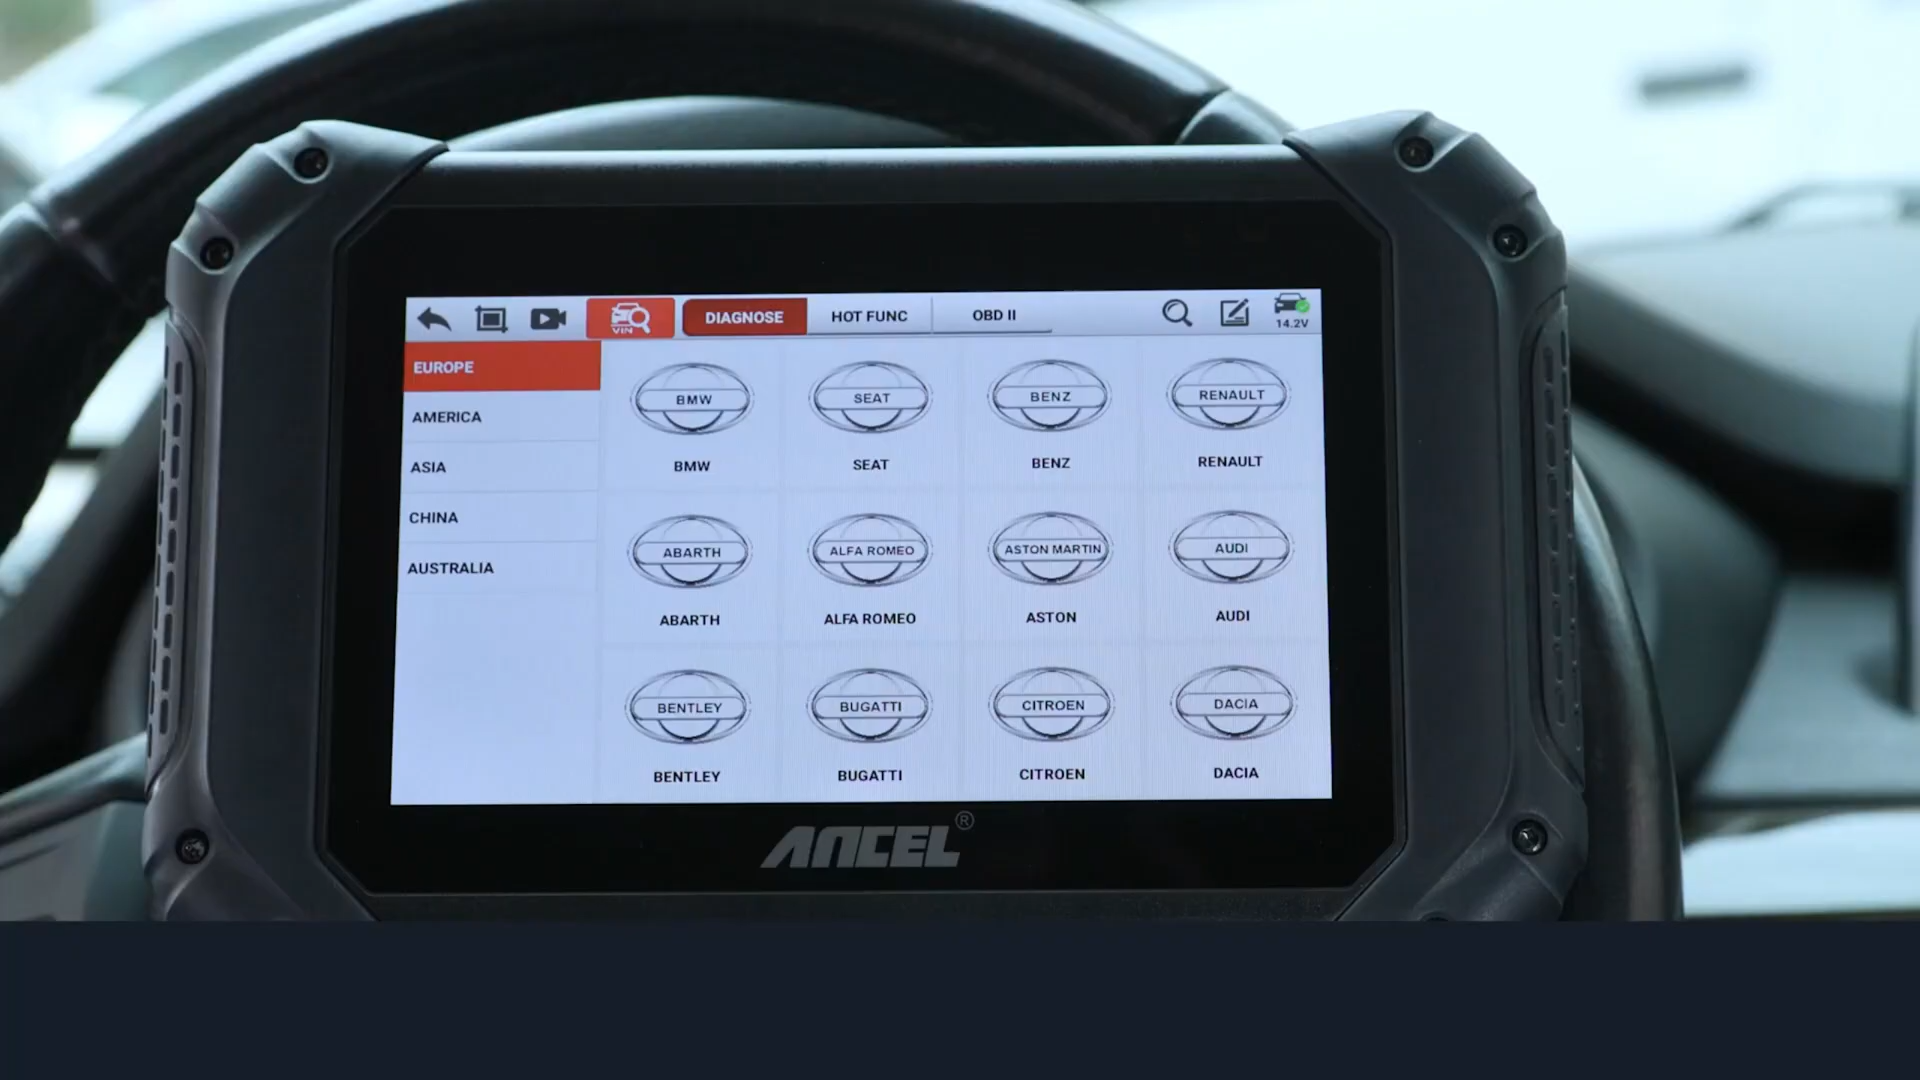 VIN DIAGNOSE HOT FUNC OBD II 14.2V
EUROPE
AMERICA
ASIA
CHINA
AUSTRALIA
BMW SEAT BENZ RENAULT
BMW SEAT BENZ RENAULT
ABARTH ALFA ROMEO ASTON MARTIN AUDI
ABARTH ALFA ROMEO ASTON AUDI
BENTLEY BUGATTI CITROEN DACIA
BENTLEY BUGATTI CITROEN DACIA
ANCEL®